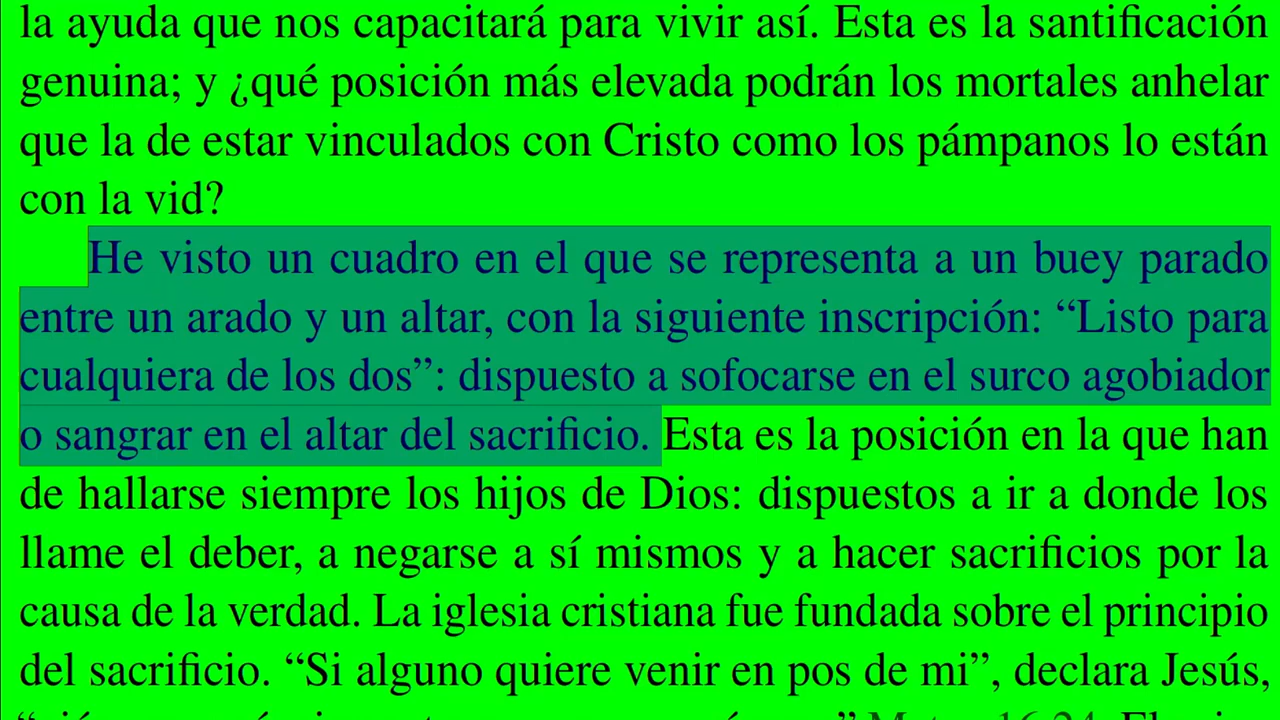 la ayuda que nos capacitará para vivir así. Esta es la santificación
genuina; y ¿qué posición más elevada podrán los mortales anhelar
que la de estar vinculados con Cristo como los pámpanos lo están
con la vid?
He visto un cuadro en el que se representa a un buey parado
entre un arado y un altar, con la siguiente inscripción: “Listo para
cualquiera de los dos”: dispuesto a sofocarse en el surco agobiador
o sangrar en el altar del sacrificio. Esta es la posición en la que han
de hallarse siempre los hijos de Dios: dispuestos a ir a donde los
llame el deber, a negarse a sí mismos y a hacer sacrificios por la
causa de la verdad. La iglesia cristiana fue fundada sobre el principio
del sacrificio. “Si alguno quiere venir en pos de mi”, declara Jesús,